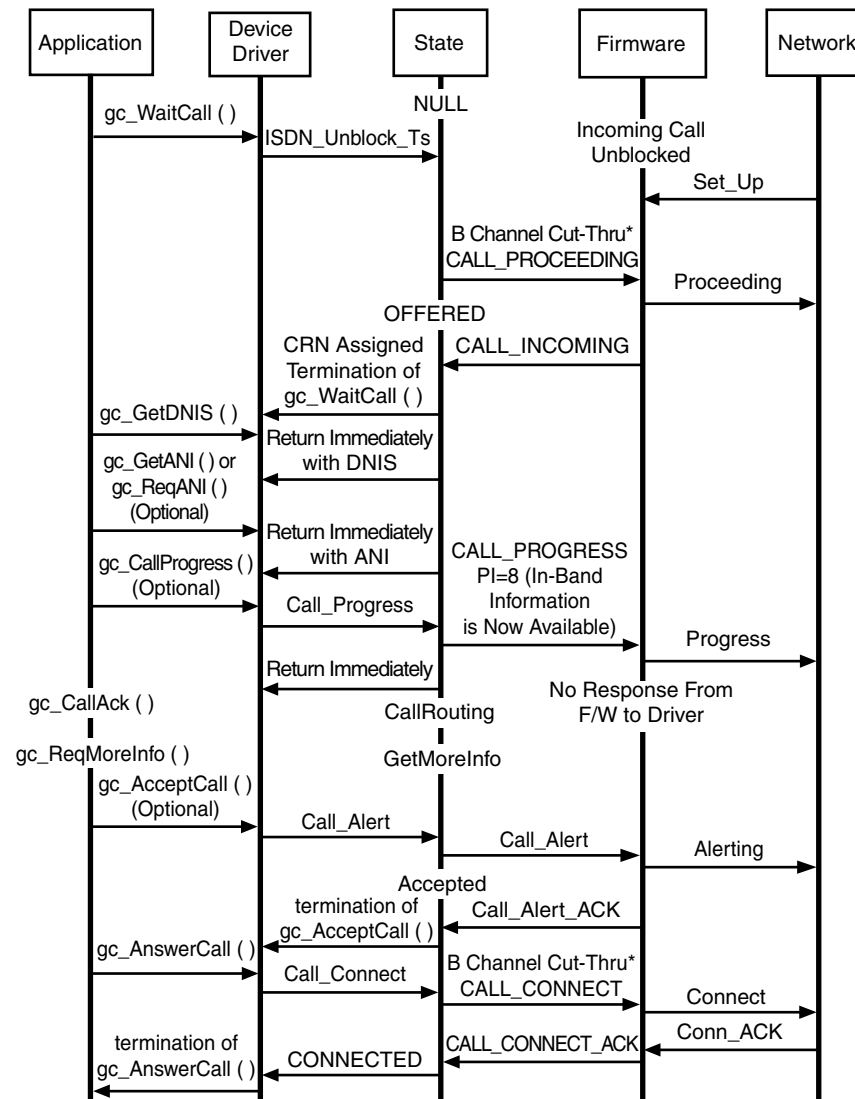 Application
Device
Driver
State
Firmware
Network
NULL
gc_WaitCall ( )
ISDN_Unblock_Ts
Incoming Call
Unblocked
Set_Up
B Channel Cut-Thru*
CALL_PROCEEDING
Proceeding
OFFERED
CRN Assigned
Termination of
gc_WaitCall ( )
CALL_INCOMING
gc_GetDNIS ( )
Return Immediately
with DNIS
gc_GetANI ( ) or
gc_ReqANI ( )
(Optional)
Return Immediately
with ANI
gc_CallProgress ( )
(Optional)
Call_Progress
CALL_PROGRESS
PI=8 (In-Band
Information
is Now Available)
Progress
Return Immediately
gc_CallAck ( )
CallRouting
No Response From
F/W to Driver
gc_ReqMoreInfo ( )
GetMoreInfo
gc_AcceptCall ( )
(Optional)
Call_Alert
Call_Alert
Alerting
Accepted
termination of
gc_AcceptCall ( )
Call_Alert_ACK
gc_AnswerCall ( )
Call_Connect
B Channel Cut-Thru*
CALL_CONNECT
Connect
Conn_ACK
CALL_CONNECT_ACK
CONNECTED
termination of
gc_AnswerCall ( )